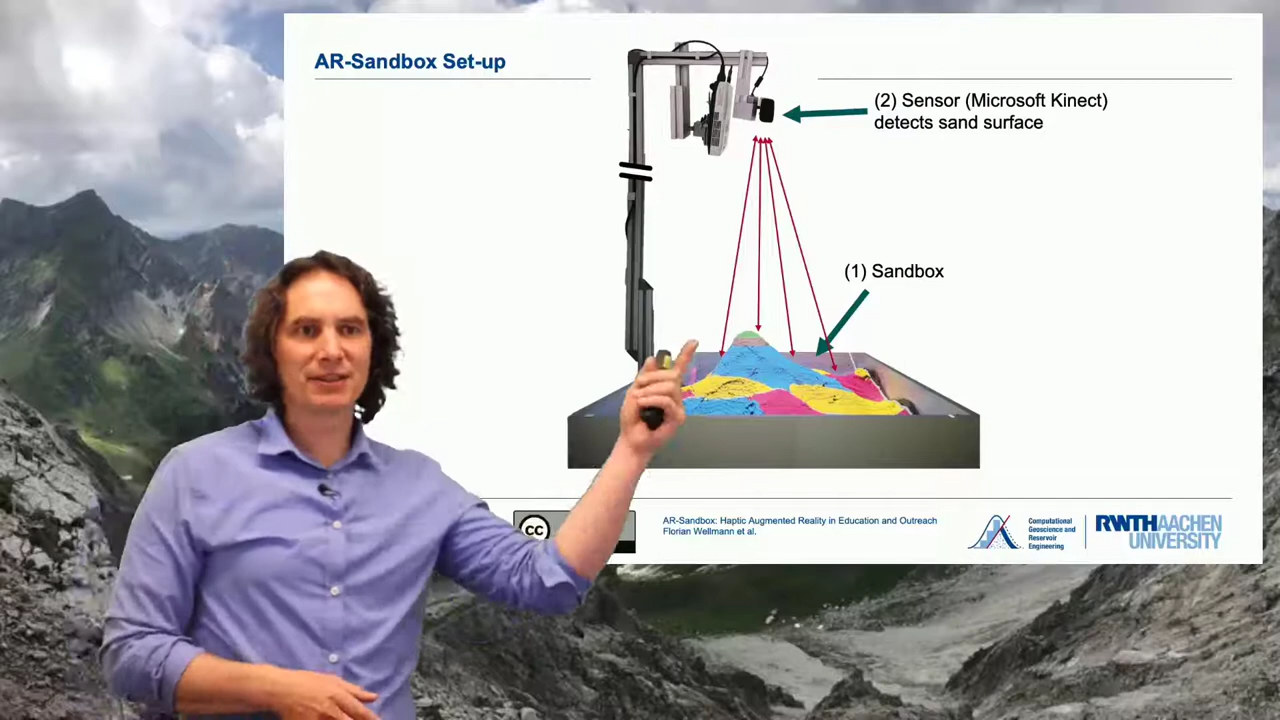 AR-Sandbox Set-up
(2) Sensor (Microsoft Kinect)
detects sand surface
(1) Sandbox
cc
AR-Sandbox: Haptic Augmented Reality in Education and Outreach
Florian Wellmann et al.
Computational
Geoscience and
Reservoir
Engineering
RWTHAACHEN
UNIVERSITY